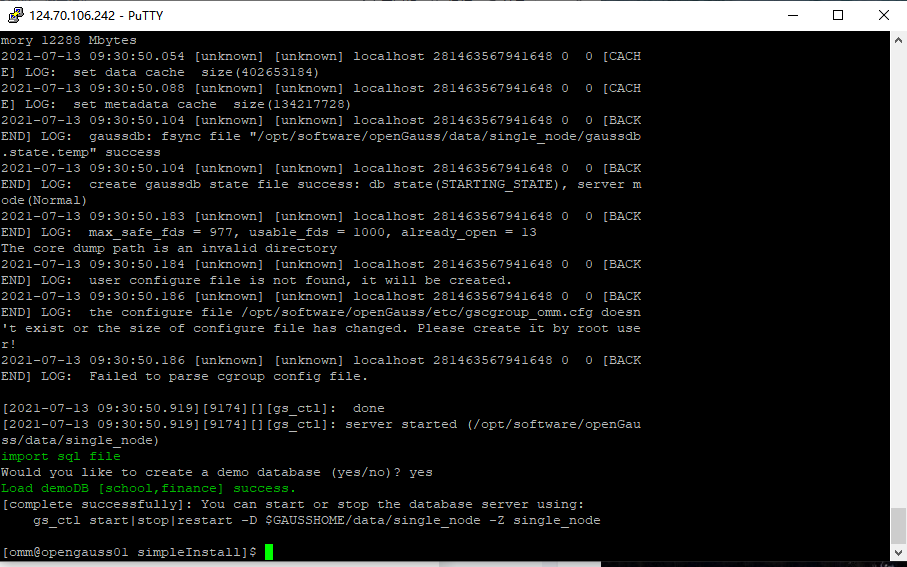 124.70.106.242 - PuTTY
mory 12288 Mbytes
2021-07-13 09:30:50.054 [unknown] [unknown] localhost 281463567941648 0  0 [CACH
E] LOG:  set data cache  size(402653184)
2021-07-13 09:30:50.088 [unknown] [unknown] localhost 281463567941648 0  0 [CACH
E] LOG:  set metadata cache  size(134217728)
2021-07-13 09:30:50.104 [unknown] [unknown] localhost 281463567941648 0  0 [BACK
END] LOG:  gaussdb: fsync file "/opt/software/openGauss/data/single_node/gaussdb
.state.temp" success
2021-07-13 09:30:50.104 [unknown] [unknown] localhost 281463567941648 0  0 [BACK
END] LOG:  create gaussdb state file success: db state(STARTING_STATE), server m
ode(Normal)
2021-07-13 09:30:50.183 [unknown] [unknown] localhost 281463567941648 0  0 [BACK
END] LOG:  max_safe_fds = 977, usable_fds = 1000, already_open = 13
The core dump path is an invalid directory
2021-07-13 09:30:50.184 [unknown] [unknown] localhost 281463567941648 0  0 [BACK
END] LOG:  user configure file is not found, it will be created.
2021-07-13 09:30:50.186 [unknown] [unknown] localhost 281463567941648 0  0 [BACK
END] LOG:  the configure file /opt/software/openGauss/etc/gscgroup_omm.cfg doesn
't exist or the size of configure file has changed. Please create it by root use
r!
2021-07-13 09:30:50.186 [unknown] [unknown] localhost 281463567941648 0  0 [BACK
END] LOG:  Failed to parse cgroup config file.
[2021-07-13 09:30:50.919][9174][][gs_ctl]:  done
[2021-07-13 09:30:50.919][9174][][gs_ctl]: server started (/opt/software/openGau
ss/data/single_node)
import sql file
Would you like to create a demo database (yes/no)? yes
Load demoDB [school,finance] success.
[complete successfully]: You can start or stop the database server using:
    gs_ctl start|stop|restart -D $GAUSSHOME/data/single_node -Z single_node
[omm@opengauss01 simpleInstall]$